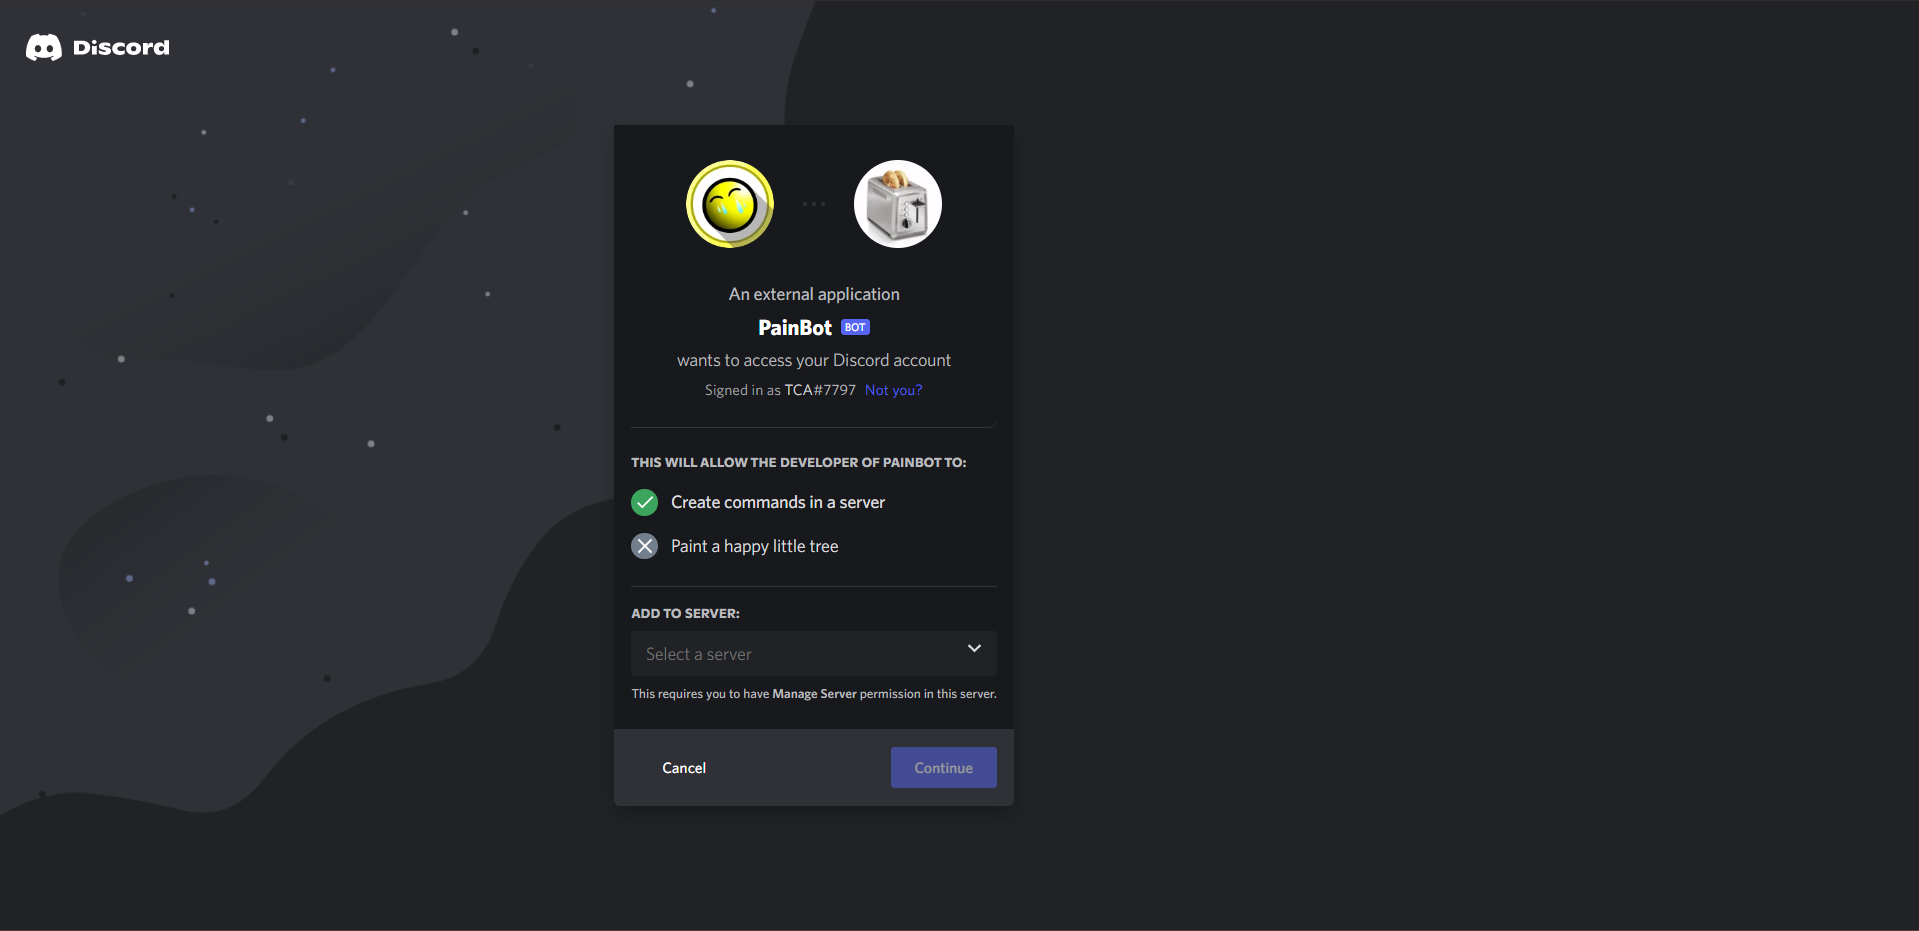 Discord
An external application
PainBot BOT
wants to access your Discord account
Signed in as TCA#7797 Not you?
THIS WILL ALLOW THE DEVELOPER OF PAINBOT TO:
Create commands in a server
Paint a happy little tree
ADD TO SERVER:
Select a server
This requires you to have Manage Server permission in this server.
Cancel
Continue